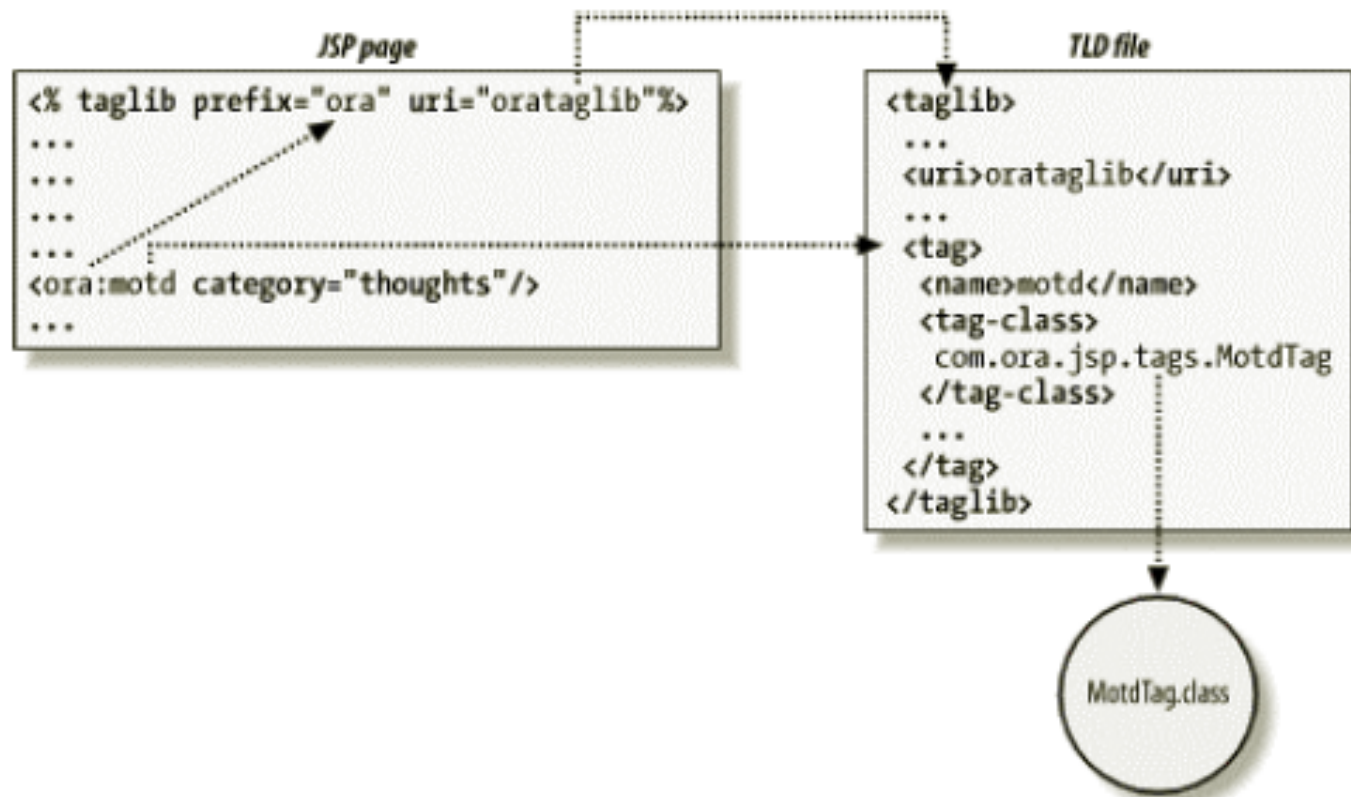 JSP page
<% taglib prefix="ora" uri="orataglib"%>
...
...
...
...
<ora:motd category="thoughts"/>
...
TLD file
<taglib>
...
<uri>orataglib</uri>
...
<tag>
<name>motd</name>
<tag-class>
com.ora.jsp.tags.MotdTag
</tag-class>
...
</tag>
</taglib>
MotdTag.class